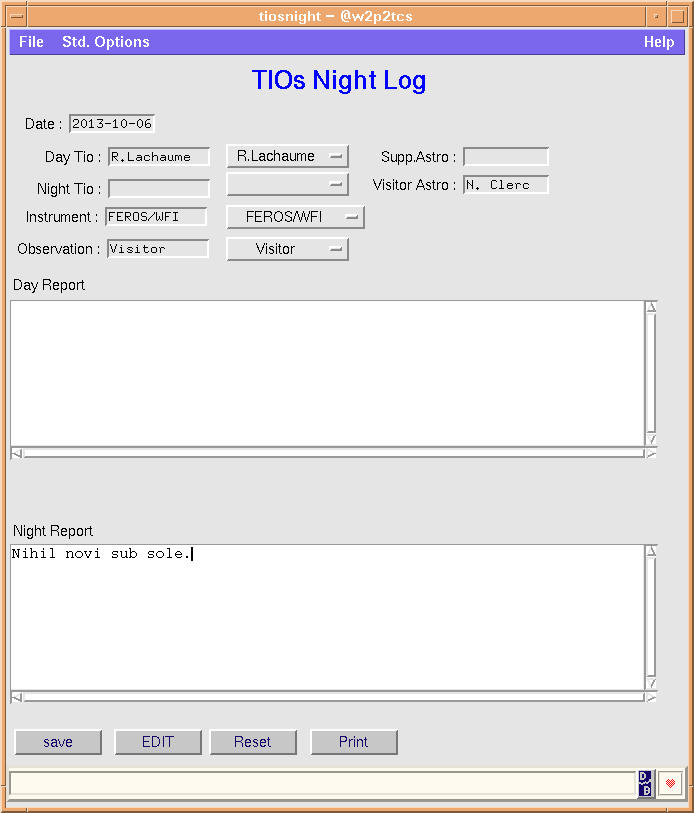 tiosnight - @w2p2tcs
File Std. Options Help
TIOs Night Log
Date : 2013-10-06
Day Tio : R.Lachaume R.Lachaume Supp.Astro :
Night Tio : Visitor Astro : N. Clerc
Instrument : FEROS/WFI FEROS/WFI
Observation : Visitor Visitor
Day Report
Night Report
Nihil novi sub sole.
save EDIT Reset Print
D
B